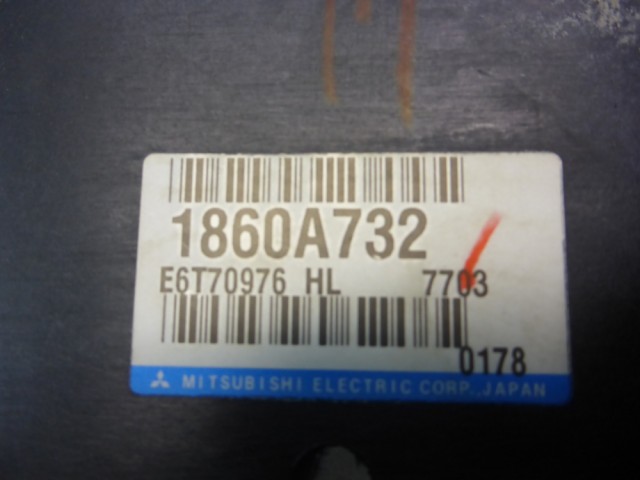 1860A732
E6T70976 HL 7703
0178
MITSUBISHI ELECTRIC CORP., JAPAN